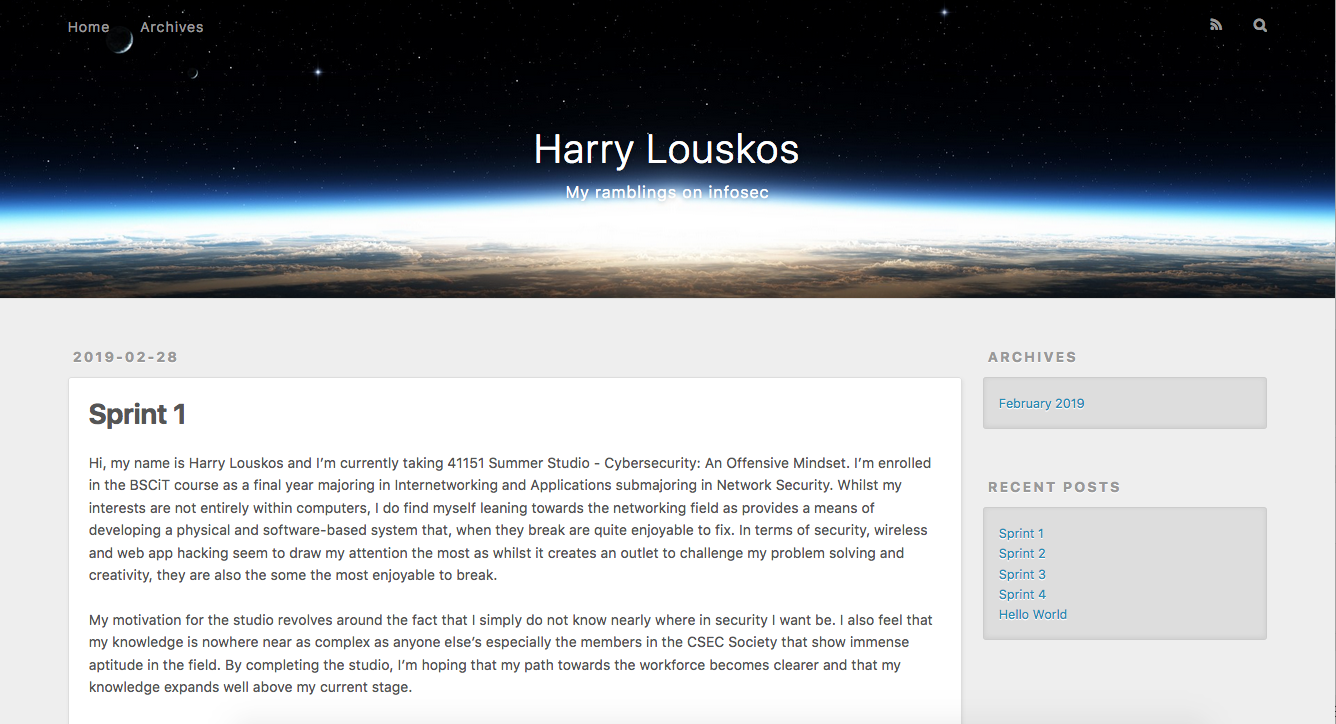 Home Archives
Harry Louskos
My ramblings on infosec
2019-02-28
Sprint 1
Hi, my name is Harry Louskos and I’m currently taking 41151 Summer Studio - Cybersecurity: An Offensive Mindset. I’m enrolled
in the BSCiT course as a final year majoring in Internetworking and Applications submajoring in Network Security. Whilst my
interests are not entirely within computers, I do find myself leaning towards the networking field as provides a means of
developing a physical and software-based system that, when they break are quite enjoyable to fix. In terms of security, wireless
and web app hacking seem to draw my attention the most as whilst it creates an outlet to challenge my problem solving and
creativity, they are also the some the most enjoyable to break.
My motivation for the studio revolves around the fact that I simply do not know nearly where in security I want be. I also feel that
my knowledge is nowhere near as complex as anyone else’s especially the members in the CSEC Society that show immense
aptitude in the field. By completing the studio, I’m hoping that my path towards the workforce becomes clearer and that my
knowledge expands well above my current stage.
ARCHIVES
February 2019
RECENT POSTS
Sprint 1
Sprint 2
Sprint 3
Sprint 4
Hello World